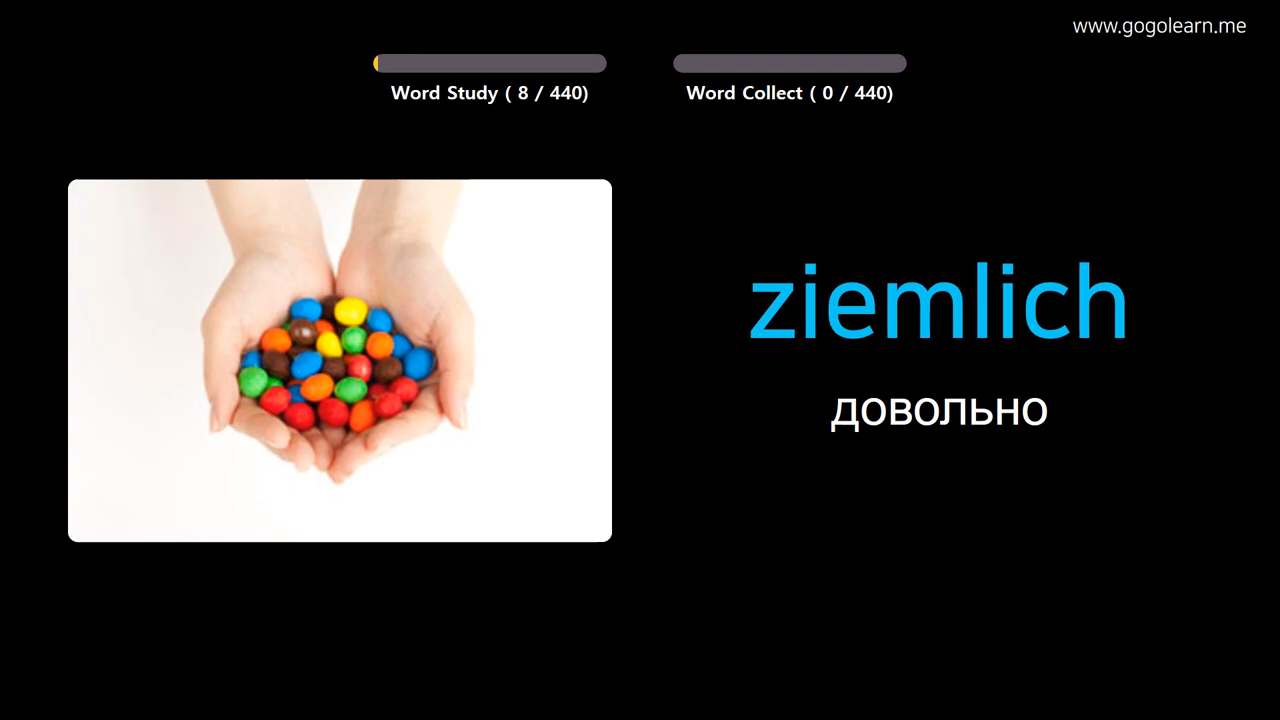 www.gogolearn.me
Word Study ( 8 / 440)
Word Collect ( 0 / 440)
ziemlich
довольно